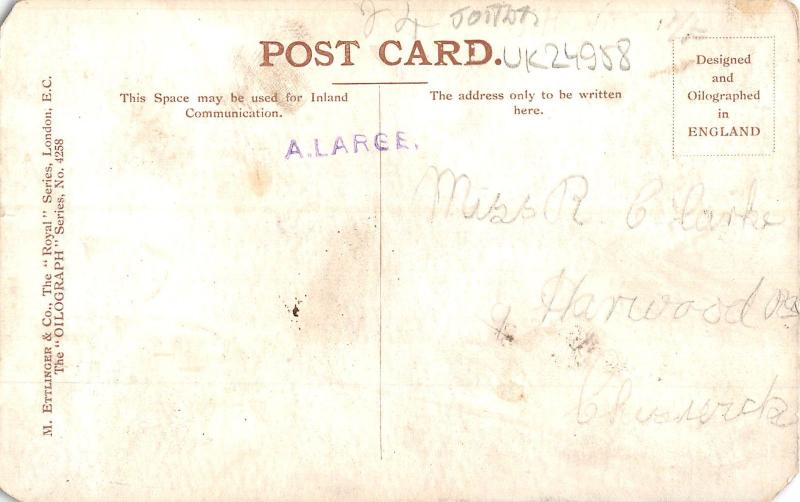 POST CARD.
UK24958
Designed
and
Oilographed
in
ENGLAND
This Space may be used for Inland
Communication.
The address only to be written
here.
A. LARGE.
Miss R Clarke
Harwood
M. ETTLINGER & Co., The "Royal" Series, London, E.C.
The "OILOGRAPH" Series, No. 4258